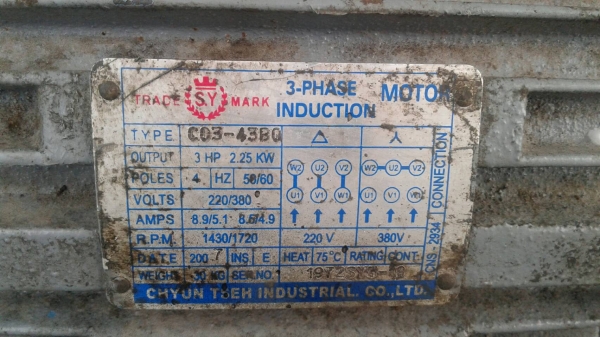 TRADE S.Y MARK 3-PHASE INDUCTION MOTOR
TYPE
OUTPUT 3 HP 2.25 KW
POLES 4 HZ 50/60
VOLTS 220/380
AMPS 8.9/5.1 8.5/4.9
R.P.M. 1430/1720
DATE 200 7 INS. E HEAT 75°C RATING CONT.
WEIGHT 30 KG SER.NO.
CHYUN TSEH INDUSTRIAL. CO.,LTD.
△ 人
W2 U2 V2 W2 U2 V2
U1 V1 W1 U1 V1 W1
220 V 380V
CNS 2934 CONNECTION